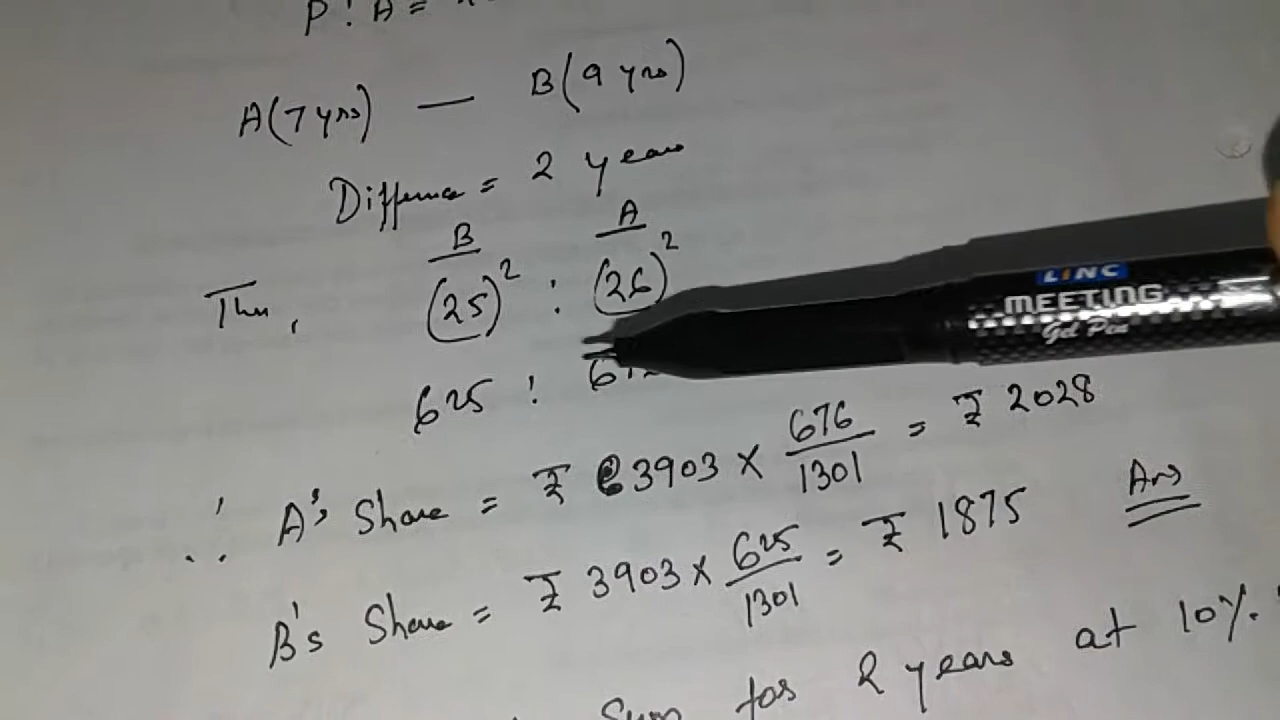 P : A =
A(7 yrs) — B(9 yrs)
Difference = 2 years
B A
Then, (25)² : (26)²
625 :
∴ A's Share = ₹ 3903 × 676/1301 = ₹ 2028
B's Share = ₹ 3903 × 625/1301 = ₹ 1875 Ans
Sum for 2 years at 10%
LINC
MEETING
Gel Pen